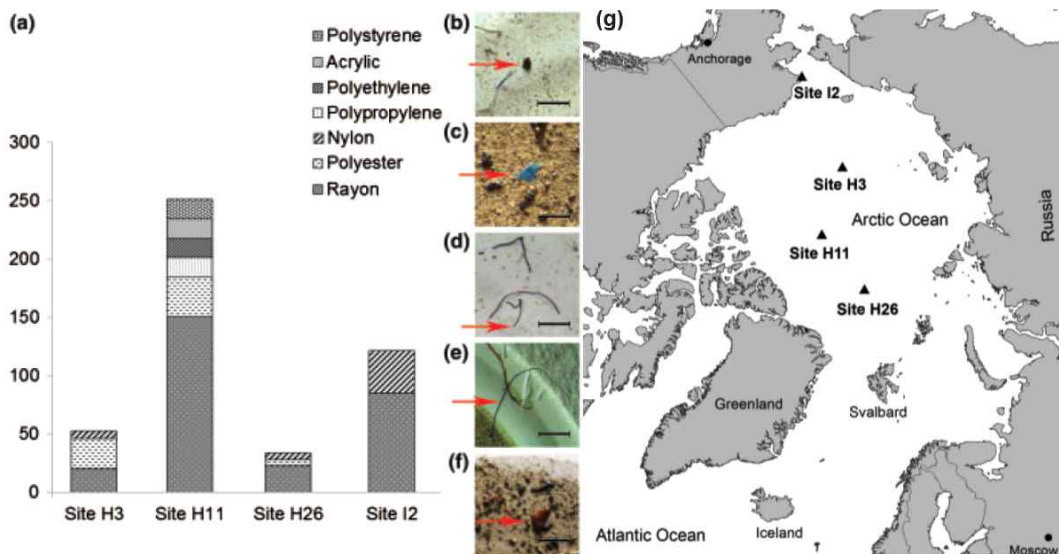 (a)
Polystyrene
Acrylic
Polyethylene
Polypropylene
Nylon
Polyester
Rayon
300
250
200
150
100
50
0
Site H3 Site H11 Site H26 Site I2
(b)
(c)
(d)
(e)
(f)
(g)
Anchorage
Site I2
Site H3
Arctic Ocean
Russia
Site H11
Site H26
Greenland
Svalbard
Atlantic Ocean
Iceland
Moscow